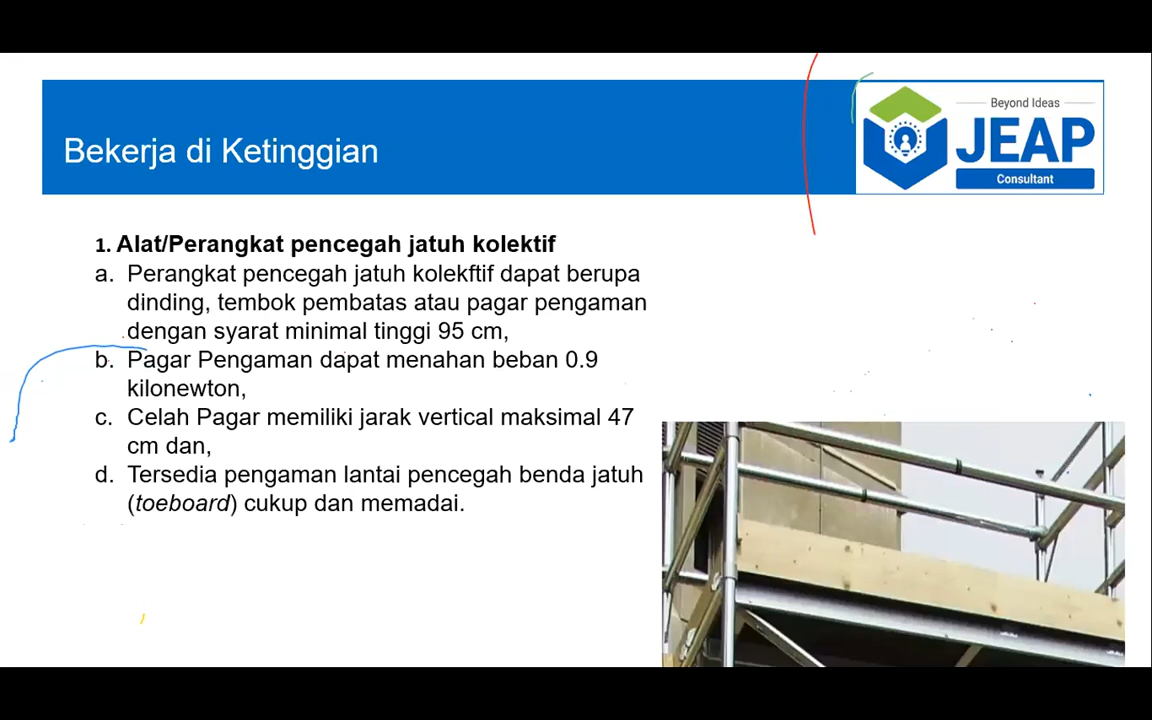 Beyond Ideas
JEAP
Consultant
Bekerja di Ketinggian
1. Alat/Perangkat pencegah jatuh kolektif
a. Perangkat pencegah jatuh kolekftif dapat berupa
dinding, tembok pembatas atau pagar pengaman
dengan syarat minimal tinggi 95 cm,
b. Pagar Pengaman dapat menahan beban 0.9
kilonewton,
c. Celah Pagar memiliki jarak vertical maksimal 47
cm dan,
d. Tersedia pengaman lantai pencegah benda jatuh
(toeboard) cukup dan memadai.